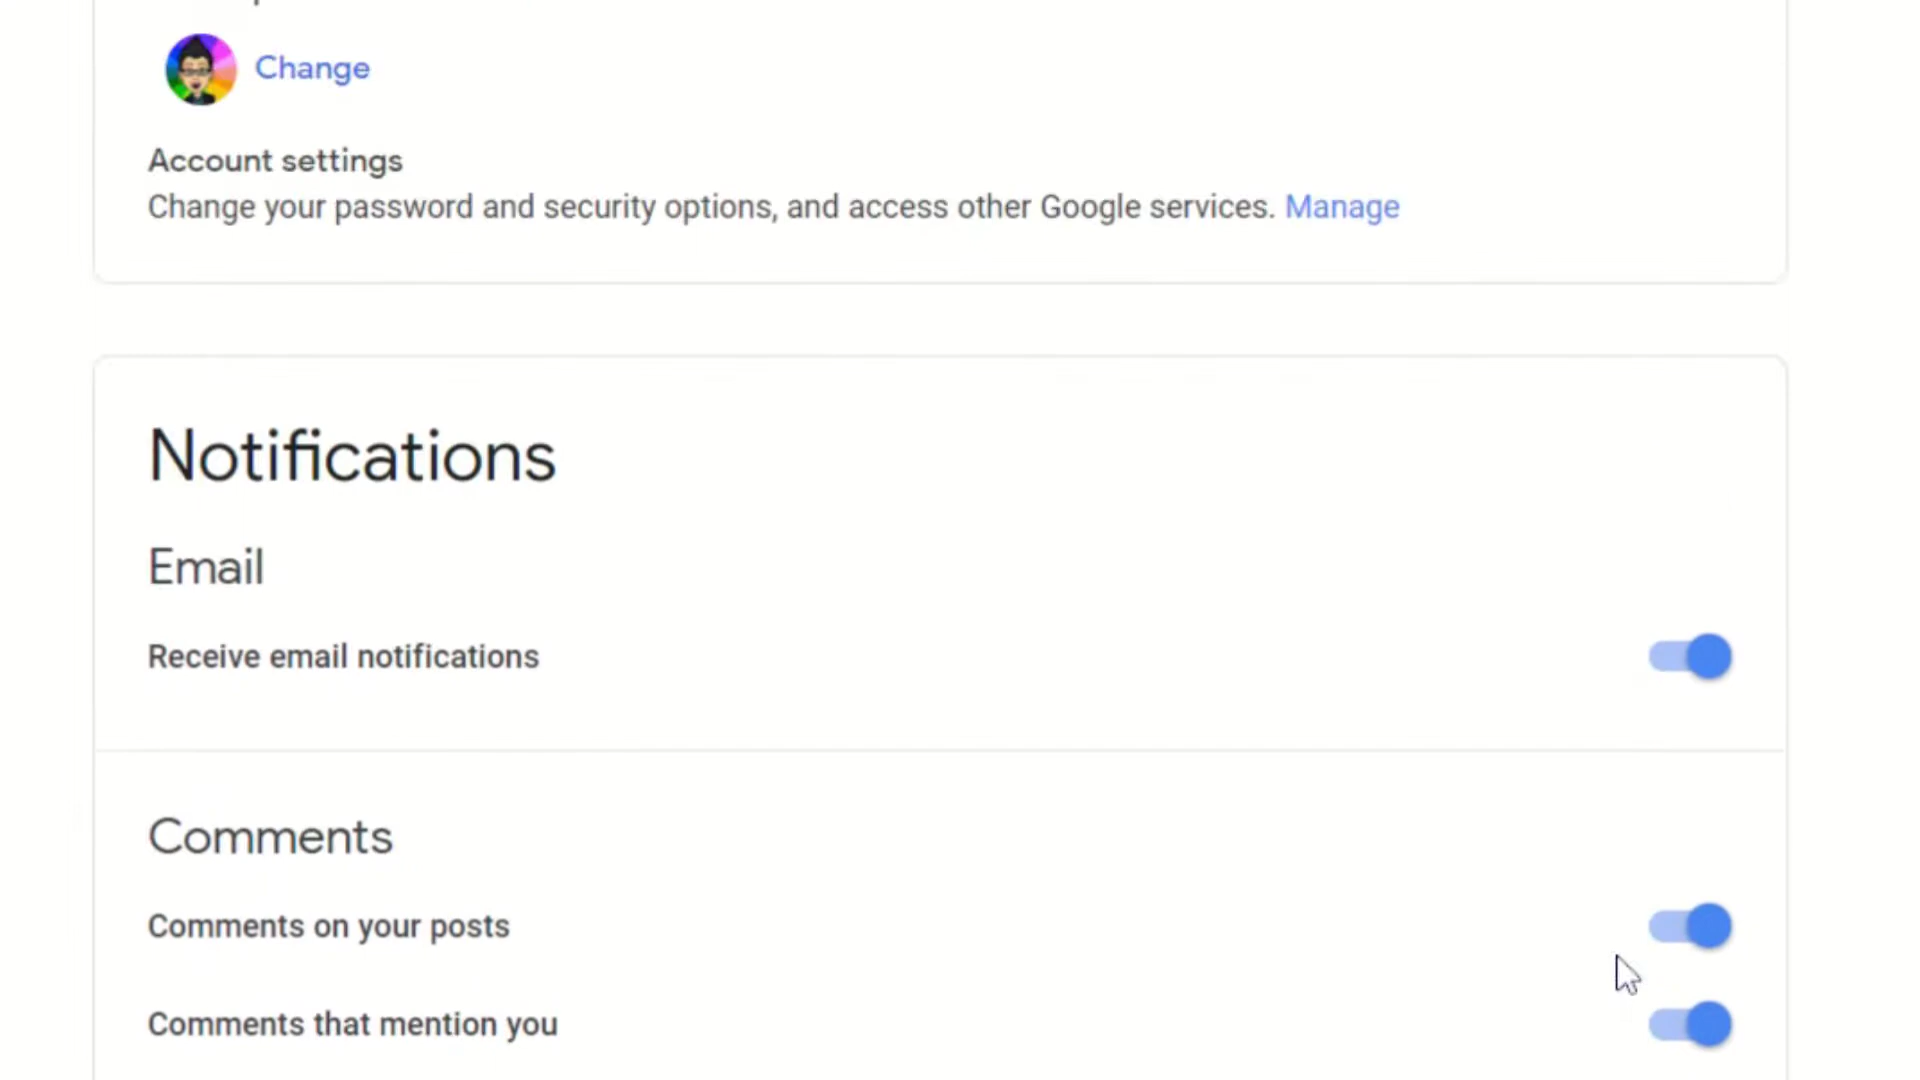 Change
Account settings
Change your password and security options, and access other Google services. Manage
Notifications
Email
Receive email notifications
Comments
Comments on your posts
Comments that mention you